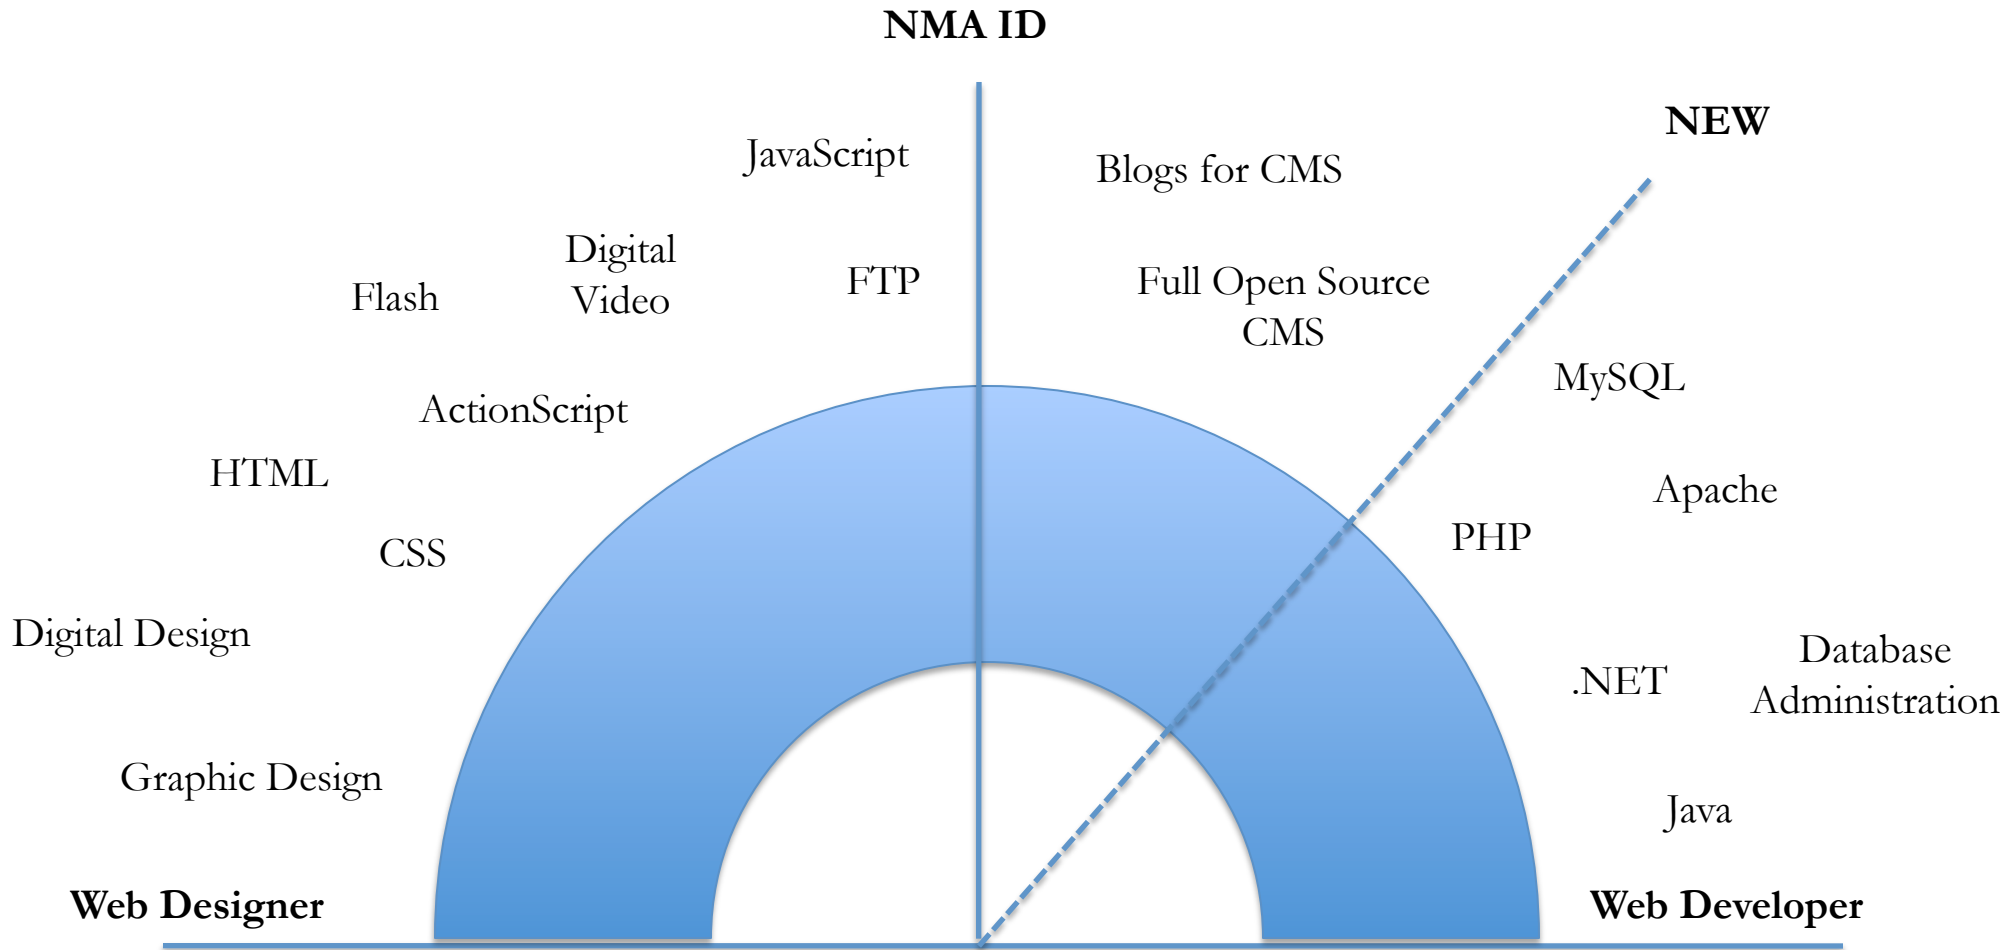 NMA ID
NEW
JavaScript
Blogs for CMS
Digital
Video
Flash
FTP
Full Open Source
CMS
ActionScript
MySQL
HTML
Apache
CSS
PHP
Digital Design
.NET
Database
Administration
Graphic Design
Java
Web Designer
Web Developer